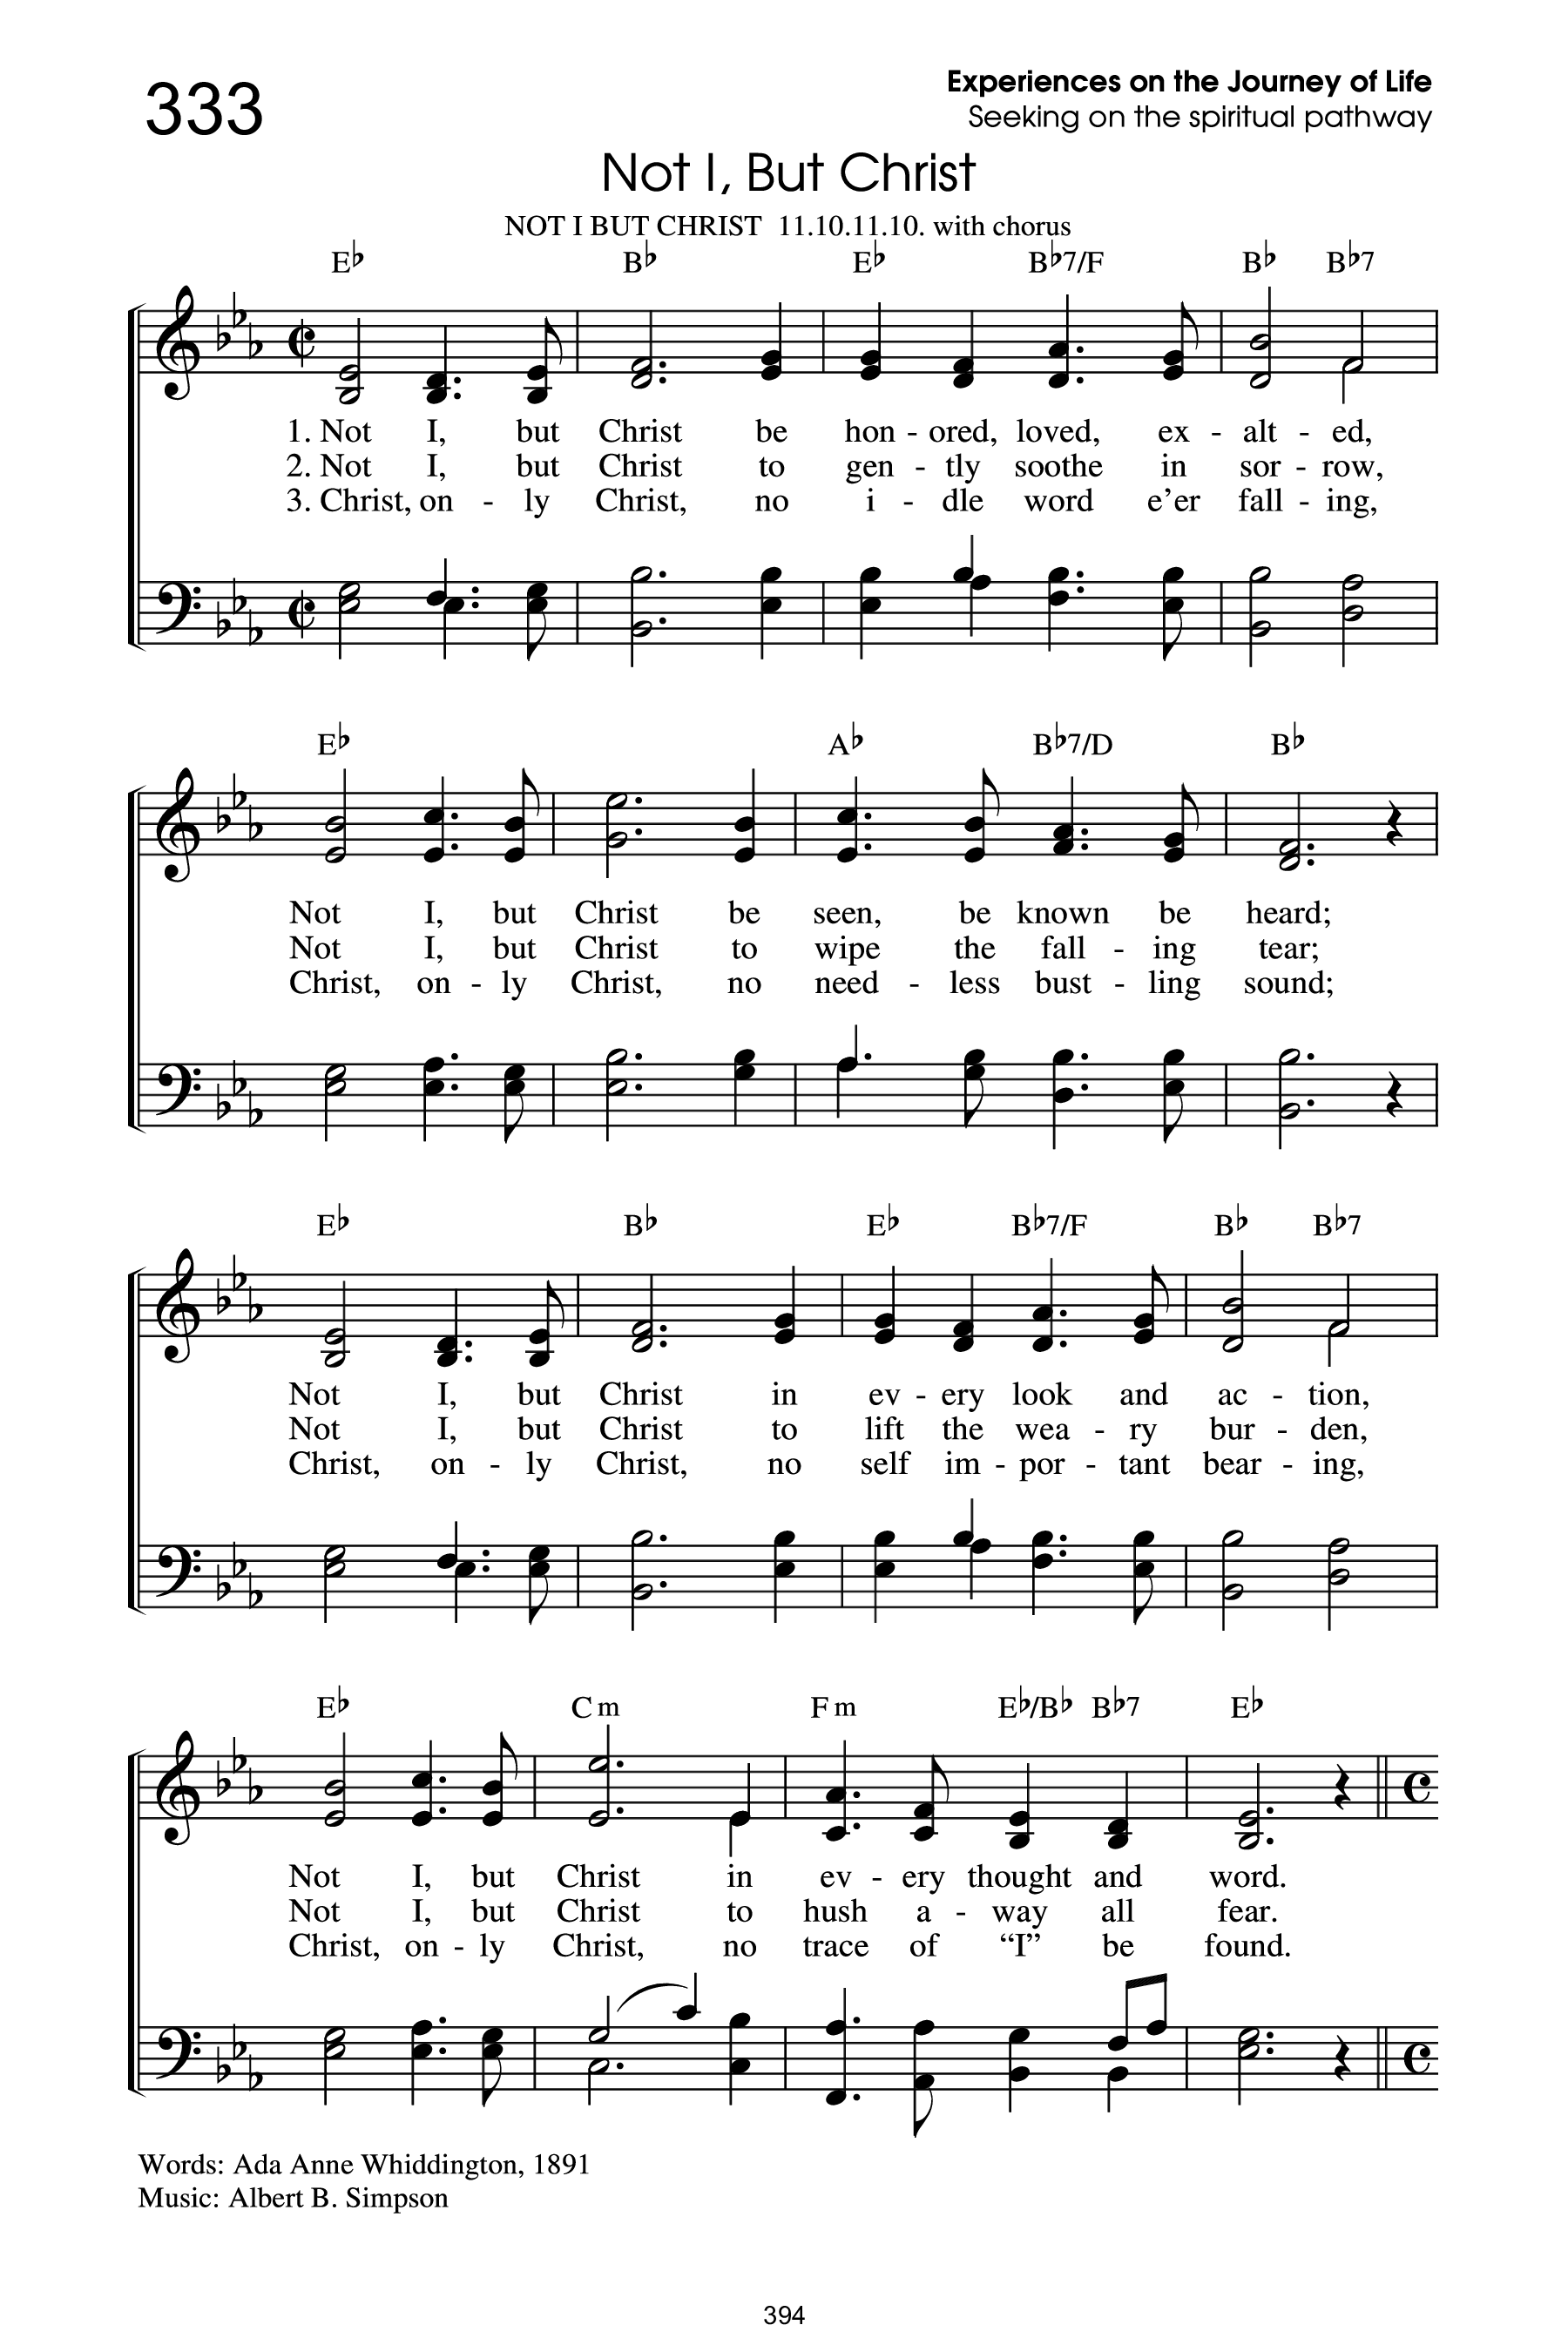 333
Experiences on the Journey of Life
Seeking on the spiritual pathway
Not I, But Christ
NOT I BUT CHRIST 11.10.11.10. with chorus
E♭ B♭ E♭ B♭7/F B♭ B♭7
1. Not I, but Christ be hon - ored, loved, ex - alt - ed,
2. Not I, but Christ to gen - tly soothe in sor - row,
3. Christ, on - ly Christ, no i - dle word e’er fall - ing,
E♭ A♭ B♭7/D B♭
Not I, but Christ be seen, be known be heard;
Not I, but Christ to wipe the fall - ing tear;
Christ, on - ly Christ, no need - less bust - ling sound;
E♭ B♭ E♭ B♭7/F B♭ B♭7
Not I, but Christ in ev - ery look and ac - tion,
Not I, but Christ to lift the wea - ry bur - den,
Christ, on - ly Christ, no self im - por - tant bear - ing,
E♭ Cm Fm E♭/B♭ B♭7 E♭
Not I, but Christ in ev - ery thought and word.
Not I, but Christ to hush a - way all fear.
Christ, on - ly Christ, no trace of “I” be found.
Words: Ada Anne Whiddington, 1891
Music: Albert B. Simpson
394